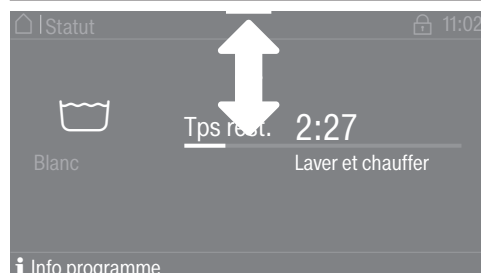 Statut 11:02
Tps rest. 2:27
Blanc Laver et chauffer
i Info programme